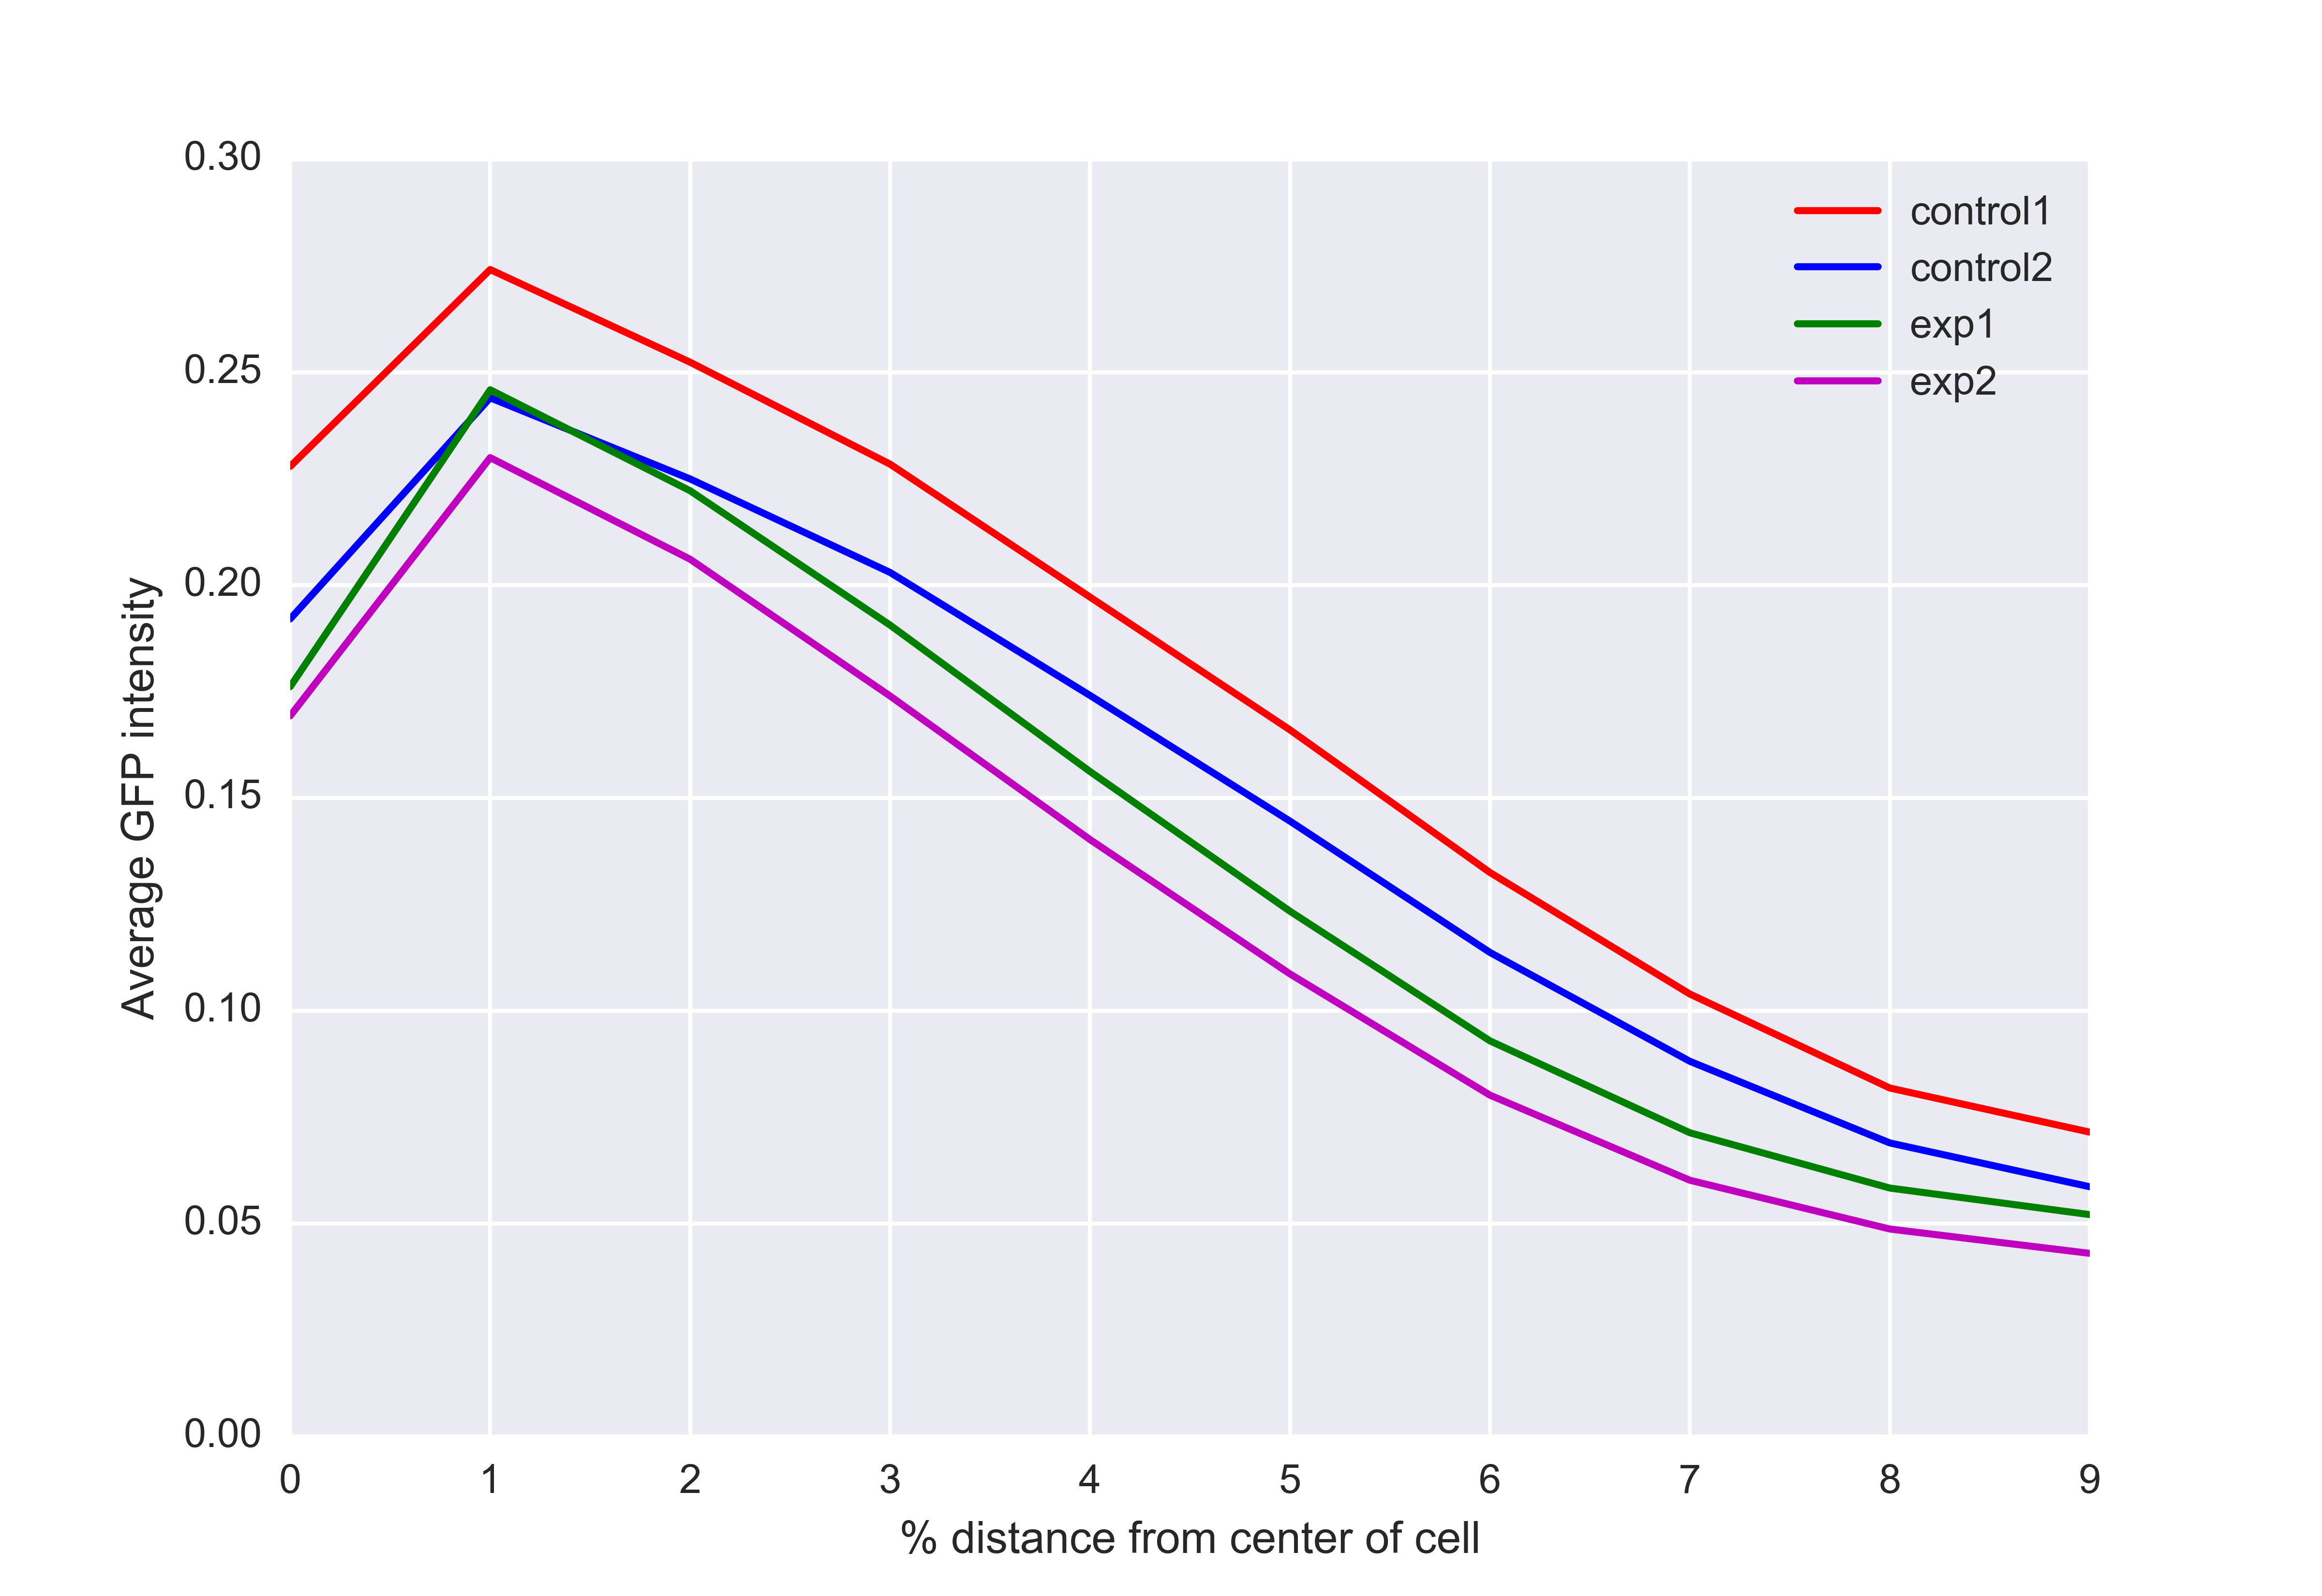 0.30
0.25
0.20
0.15
0.10
0.05
0.00
Average GFP intensity
control1
control2
exp1
exp2
0 1 2 3 4 5 6 7 8 9
% distance from center of cell